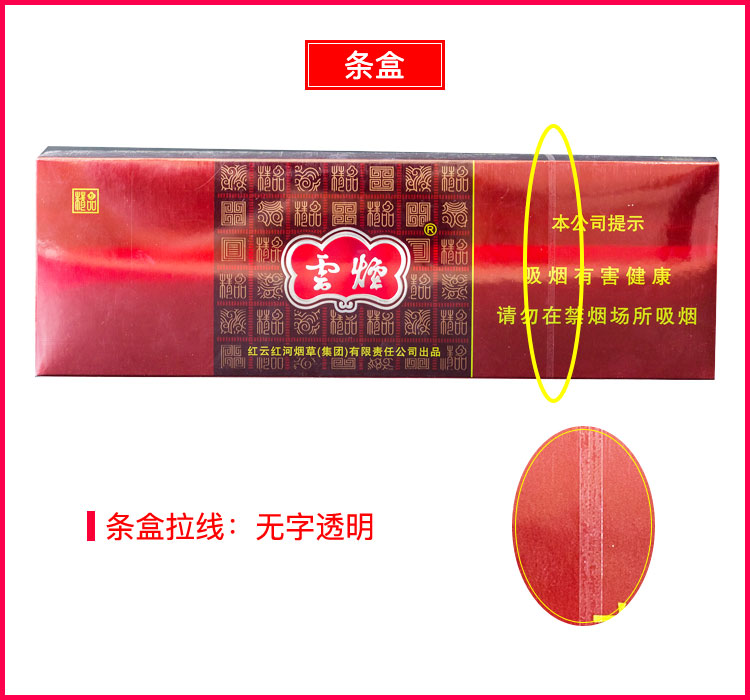 条盒
精品
雲煙
®
红云红河烟草(集团)有限责任公司出品
本公司提示
吸烟有害健康
请勿在禁烟场所吸烟
条盒拉线：无字透明